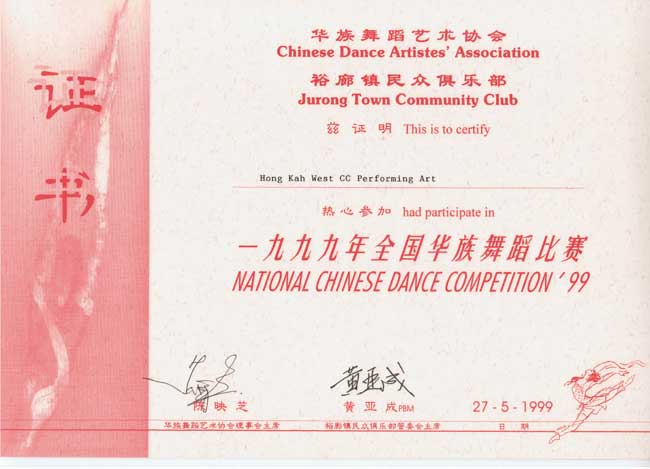 证书
华族舞蹈艺术协会
Chinese Dance Artistes' Association
裕廊镇民众俱乐部
Jurong Town Community Club
兹证明 This is to certify
Hong Kah West CC Performing Art
热心参加 had participate in
一九九九年全国华族舞蹈比赛
NATIONAL CHINESE DANCE COMPETITION '99
黄亚成
陈映芝 黄亚成PBM 27-5-1999
华族舞蹈艺术协会理事会主席 裕廊镇民众俱乐部管委会主席 日期